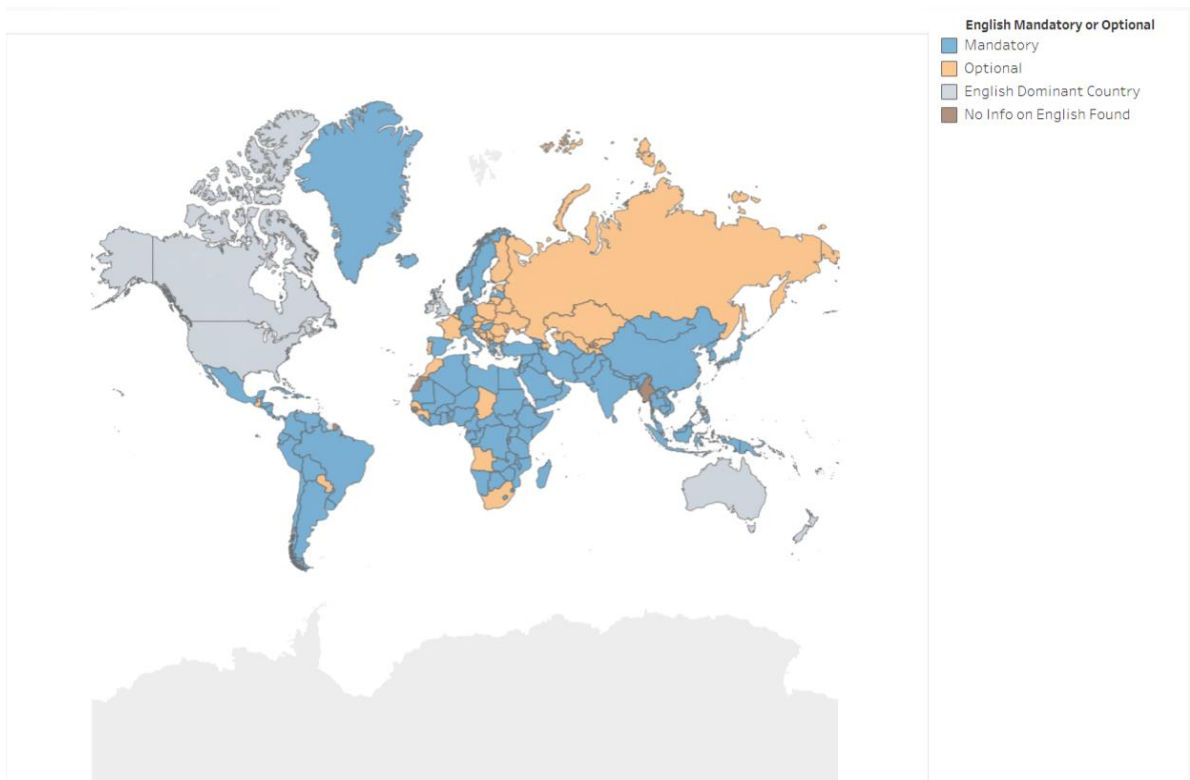 English Mandatory or Optional
Mandatory
Optional
English Dominant Country
No Info on English Found